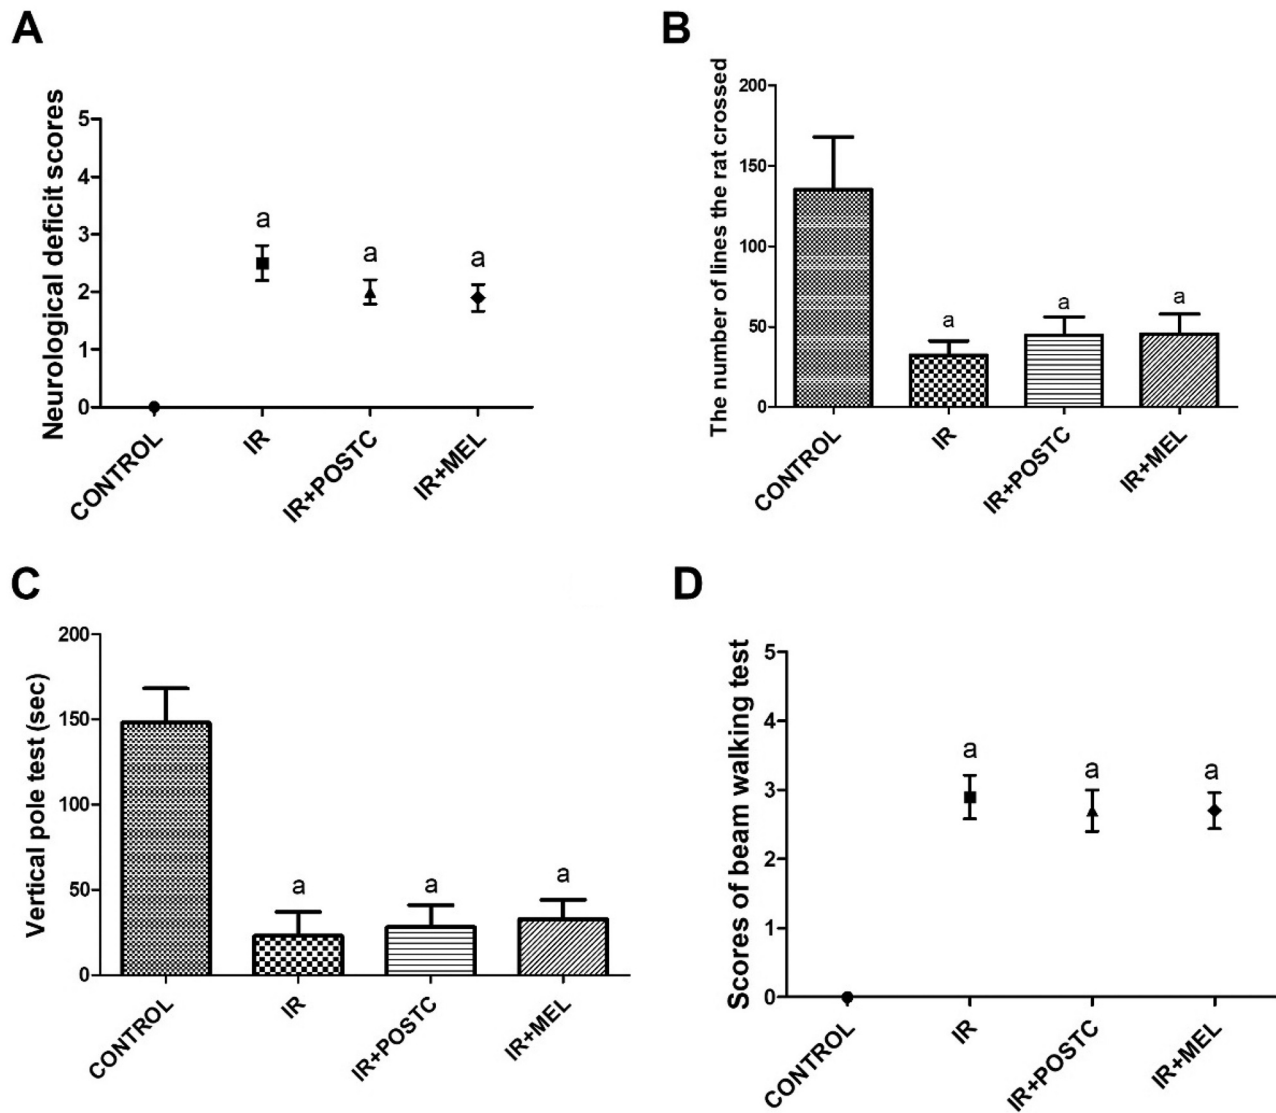 A
Neurological deficit scores
5
4
3
2
1
0
a
a
a
CONTROL
IR
IR+POSTC
IR+MEL
B
The number of lines the rat crossed
200
150
100
50
0
a
a
a
CONTROL
IR
IR+POSTC
IR+MEL
C
Vertical pole test (sec)
200
150
100
50
0
a
a
a
CONTROL
IR
IR+POSTC
IR+MEL
D
Scores of beam walking test
5
4
3
2
1
0
a
a
a
CONTROL
IR
IR+POSTC
IR+MEL